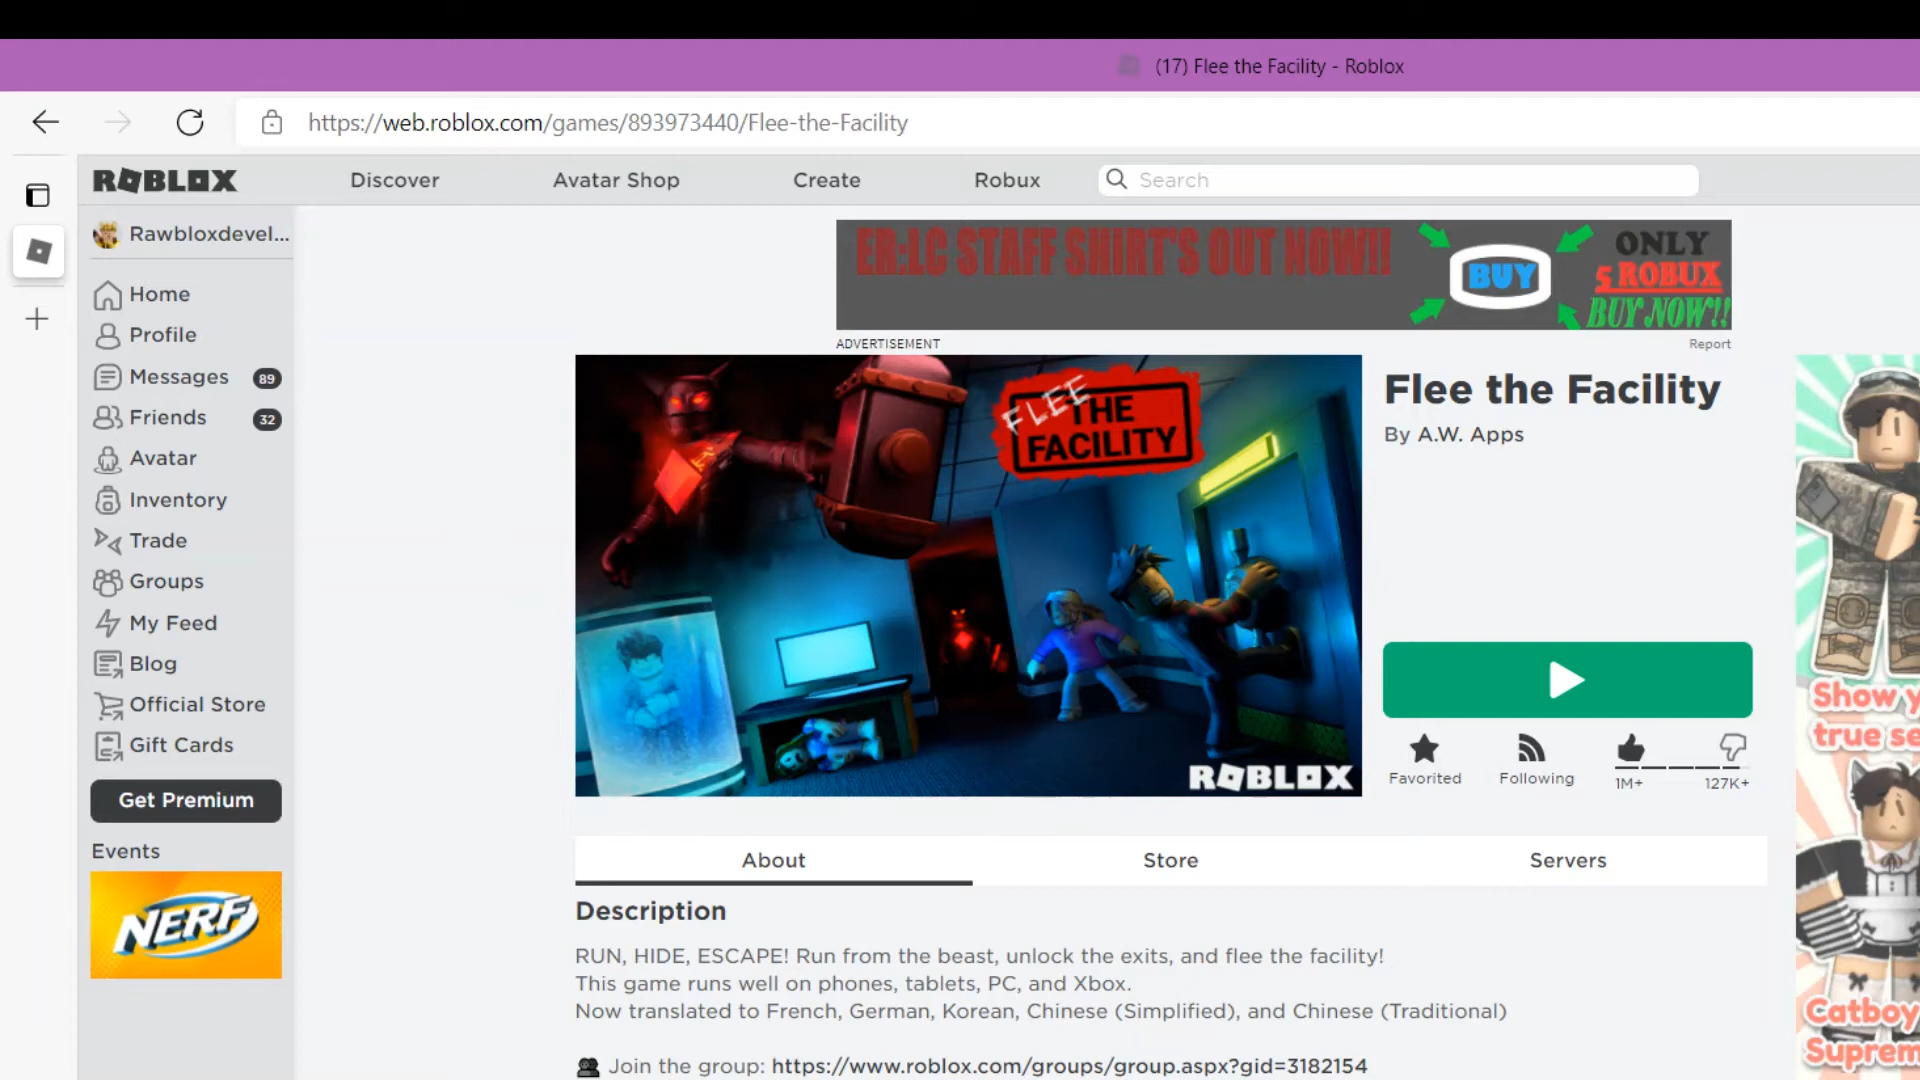 (17) Flee the Facility - Roblox
https://web.roblox.com/games/893973440/Flee-the-Facility
ROBLOX
Discover
Avatar Shop
Create
Robux
Search
Rawbloxdevel...
Home
Profile
Messages 89
Friends 32
Avatar
Inventory
Trade
Groups
My Feed
Blog
Official Store
Gift Cards
Get Premium
Events
NERF
ER:LC STAFF SHIRT'S OUT NOW!!
BUY
ONLY
5 ROBUX
BUY NOW!!
ADVERTISEMENT
Report
FLEE THE
FACILITY
ROBLOX
Flee the Facility
By A.W. Apps
Favorited
Following
1M+
127K+
About
Store
Servers
Description
RUN, HIDE, ESCAPE! Run from the beast, unlock the exits, and flee the facility!
This game runs well on phones, tablets, PC, and Xbox.
Now translated to French, German, Korean, Chinese (Simplified), and Chinese (Traditional)
Join the group: https://www.roblox.com/groups/group.aspx?gid=3182154
Show y
true se
Catboy
Suprem